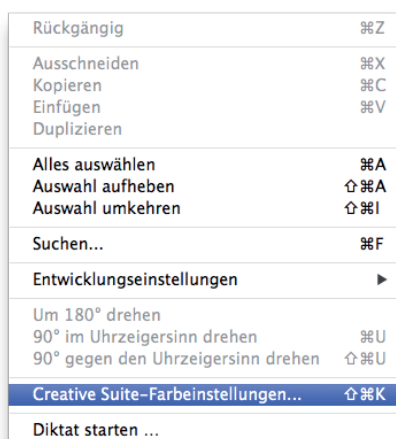 Rückgängig ⌘Z
Ausschneiden ⌘X
Kopieren ⌘C
Einfügen ⌘V
Duplizieren
Alles auswählen ⌘A
Auswahl aufheben ⇧⌘A
Auswahl umkehren ⇧⌘I
Suchen... ⌘F
Entwicklungseinstellungen ▶
Um 180° drehen
90° im Uhrzeigersinn drehen ⌘U
90° gegen den Uhrzeigersinn drehen ⇧⌘U
Creative Suite-Farbeinstellungen... ⇧⌘K
Diktat starten ...